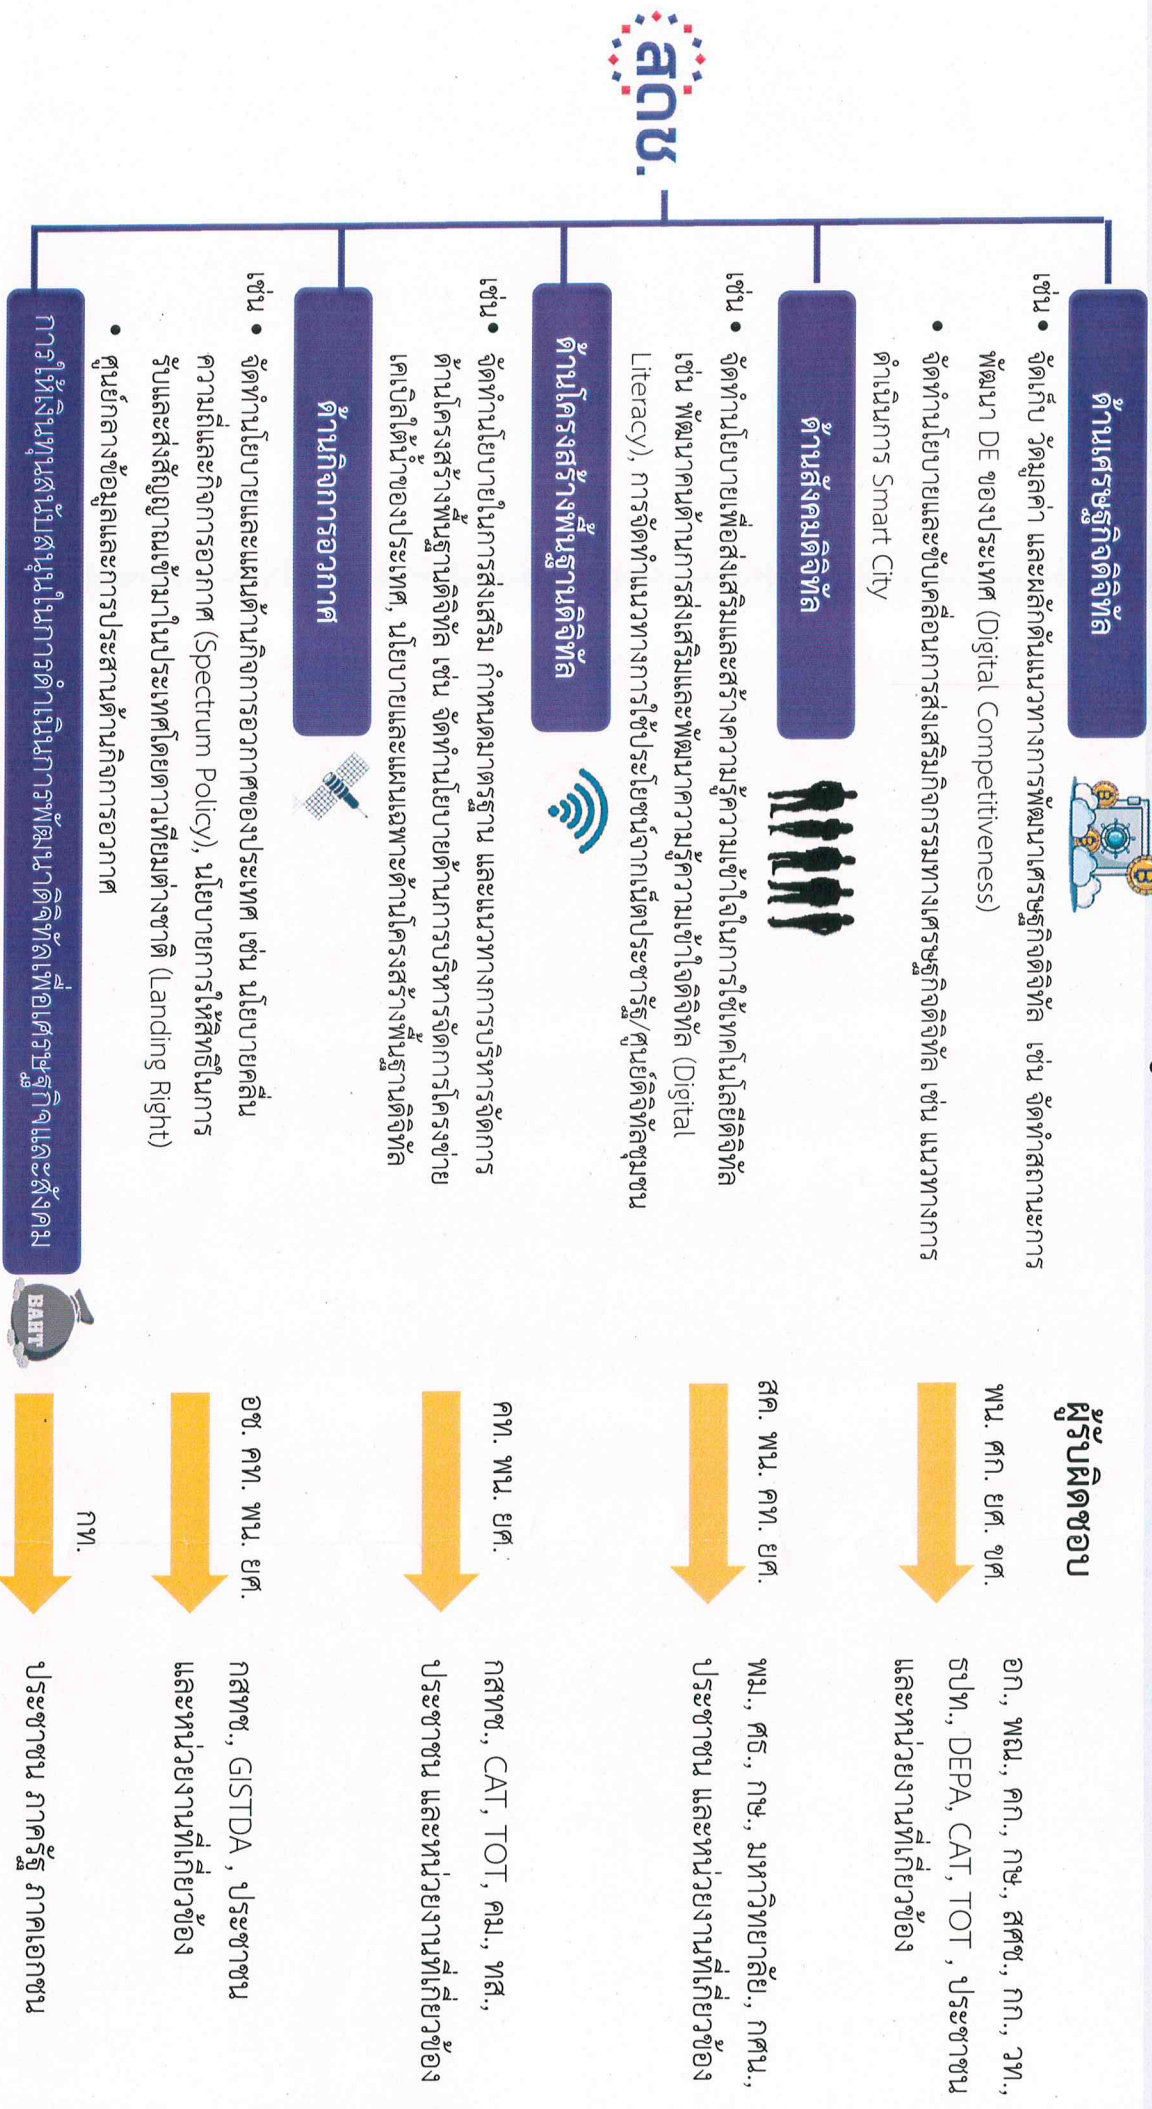 สดช.
ด้านเศรษฐกิจดิจิทัล
เช่น • จัดเก็บ วัดมูลค่า และผลักดันแนวทางการพัฒนาเศรษฐกิจดิจิทัล เช่น จัดทำสถานะการ
พัฒนา DE ของประเทศ (Digital Competitiveness)
• จัดทำนโยบายและขับเคลื่อนการส่งเสริมกิจกรรมทางเศรษฐกิจดิจิทัล เช่น แนวทางการ
ดำเนินการ Smart City
ด้านสังคมดิจิทัล
เช่น • จัดทำนโยบายเพื่อส่งเสริมและสร้างความรู้ความเข้าใจในการใช้เทคโนโลยีดิจิทัล
เช่น พัฒนาคนด้านการส่งเสริมและพัฒนาความรู้ความเข้าใจดิจิทัล (Digital
Literacy), การจัดทำแนวทางการใช้ประโยชน์จากเน็ตประชารัฐ/ศูนย์ดิจิทัลชุมชน
ด้านโครงสร้างพื้นฐานดิจิทัล
เช่น • จัดทำนโยบายในการส่งเสริม กำหนดมาตรฐาน และแนวทางการบริหารจัดการ
ด้านโครงสร้างพื้นฐานดิจิทัล เช่น จัดทำนโยบายด้านการบริหารจัดการโครงข่าย
เคเบิลใต้น้ำของประเทศ, นโยบายและแผนเฉพาะด้านโครงสร้างพื้นฐานดิจิทัล
ด้านกิจการอวกาศ
เช่น • จัดทำนโยบายและแผนด้านกิจการอวกาศของประเทศ เช่น นโยบายคลื่น
ความถี่และกิจการอวกาศ (Spectrum Policy), นโยบายการให้สิทธิในการ
รับและส่งสัญญาณเข้ามาในประเทศโดยดาวเทียมต่างชาติ (Landing Right)
• ศูนย์กลางข้อมูลและการประสานด้านกิจการอวกาศ
การให้เงินทุนสนับสนุนในการดำเนินการพัฒนาดิจิทัลเพื่อเศรษฐกิจและสังคม
BAHT
ผู้รับผิดชอบ
พน. ศก. ยศ. ขศ.
อก., พณ., คก., กษ., สศช., กก., วท.,
ธปท., DEPA, CAT, TOT , ประชาชน
และหน่วยงานที่เกี่ยวข้อง
สค. พน. คท. ยศ.
พม., ศธ., กษ., มหาวิทยาลัย., กศน.,
ประชาชน และหน่วยงานที่เกี่ยวข้อง
คท. พน. ยศ.
กสทช., CAT, TOT, คม., ทส.,
ประชาชน และหน่วยงานที่เกี่ยวข้อง
อช. คท. พน. ยศ.
กสทช., GISTDA , ประชาชน
และหน่วยงานที่เกี่ยวข้อง
กท.
ประชาชน ภาครัฐ ภาคเอกชน